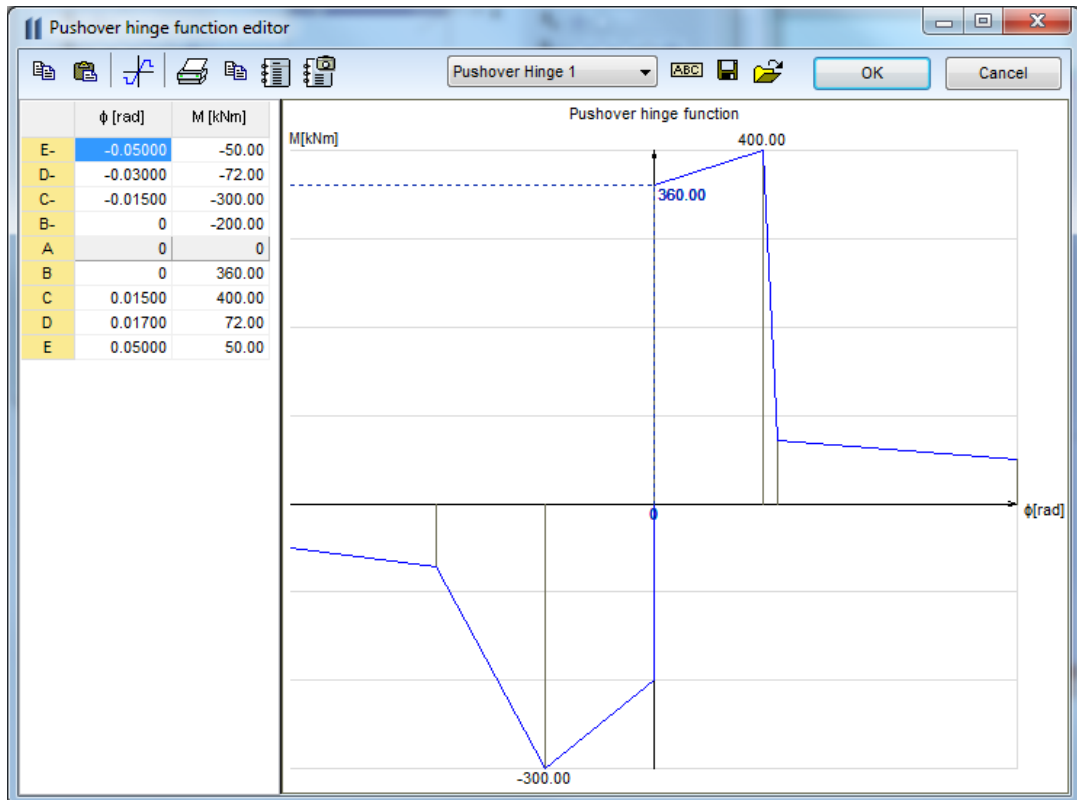 Pushover hinge function editor
Pushover Hinge 1
ABC
OK
Cancel
ϕ [rad] M [kNm]
E- -0.05000 -50.00
D- -0.03000 -72.00
C- -0.01500 -300.00
B- 0 -200.00
A 0 0
B 0 360.00
C 0.01500 400.00
D 0.01700 72.00
E 0.05000 50.00
Pushover hinge function
M[kNm]
400.00
360.00
0
ϕ[rad]
-300.00